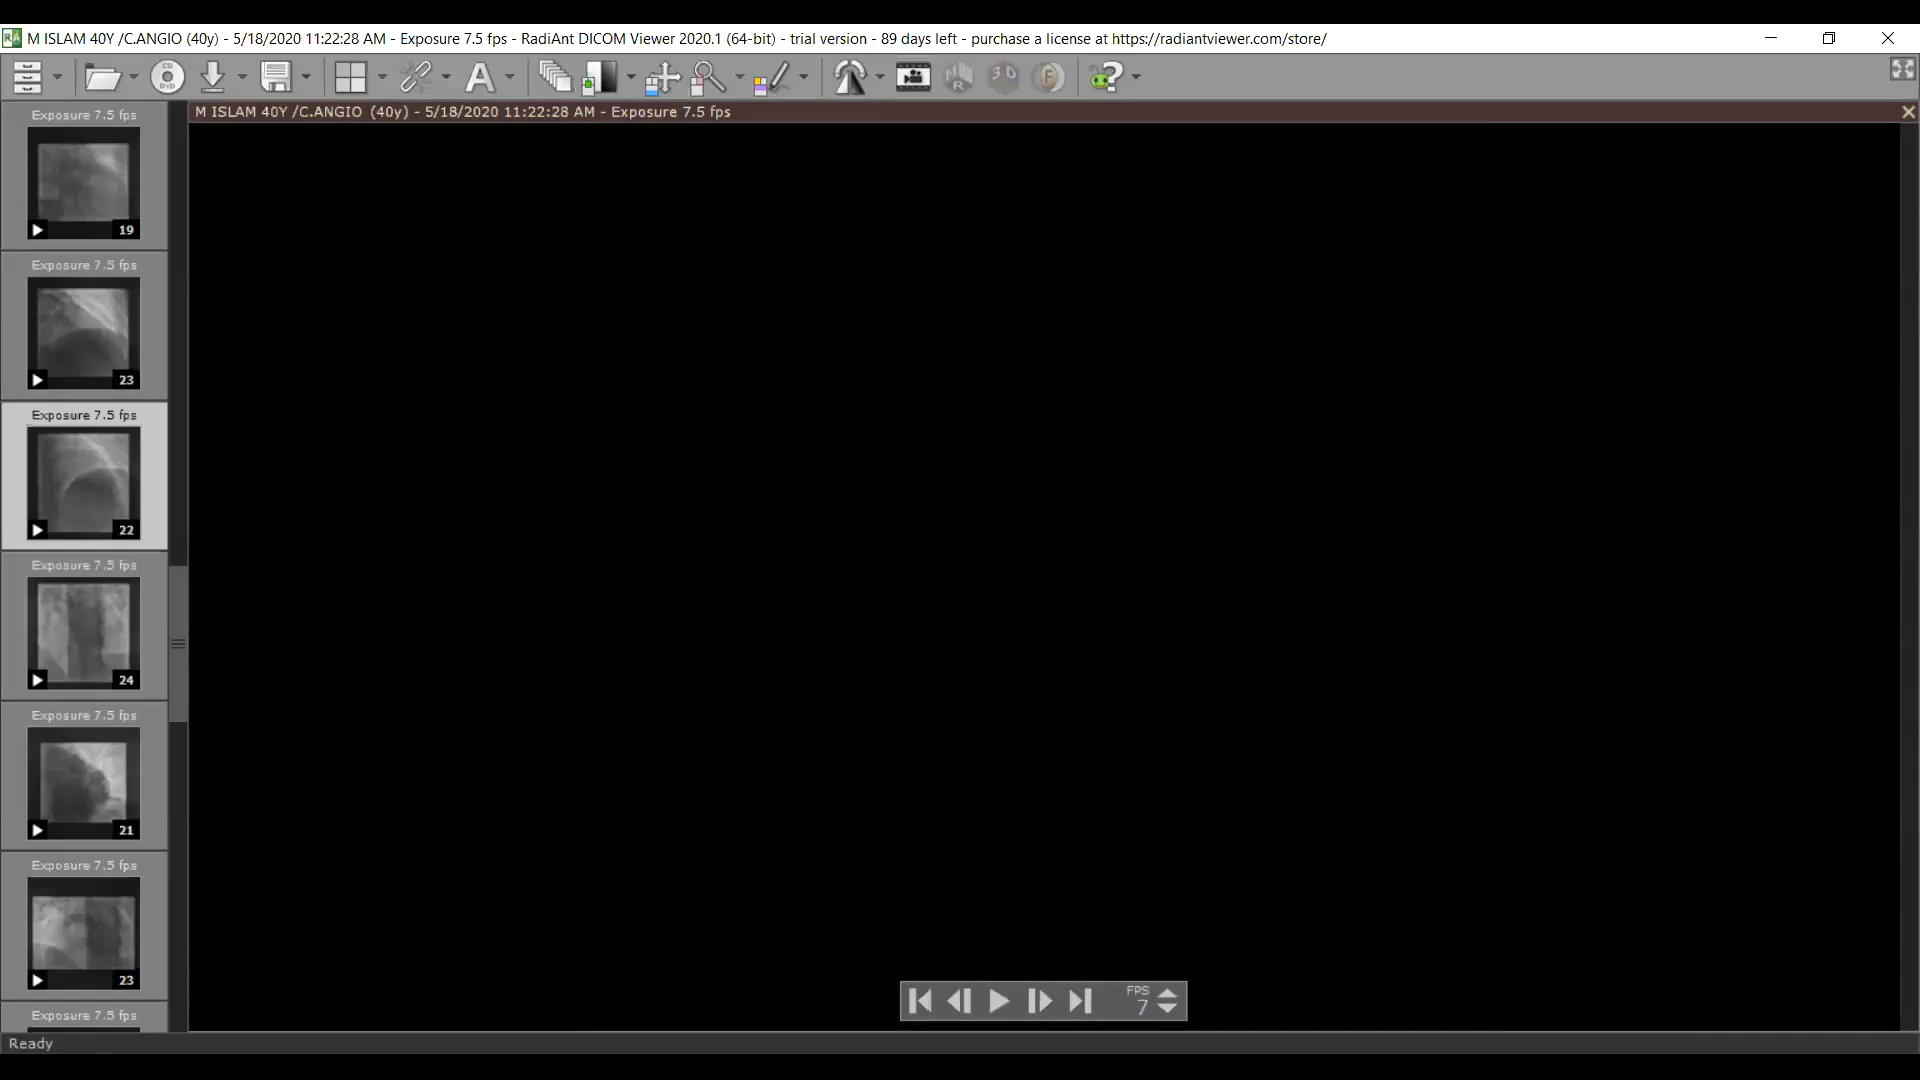 M ISLAM 40Y /C.ANGIO (40y) - 5/18/2020 11:22:28 AM - Exposure 7.5 fps - RadiAnt DICOM Viewer 2020.1 (64-bit) - trial version - 89 days left - purchase a license at https://radiantviewer.com/store/
M ISLAM 40Y /C.ANGIO (40y) - 5/18/2020 11:22:28 AM - Exposure 7.5 fps
Exposure 7.5 fps
19
Exposure 7.5 fps
23
Exposure 7.5 fps
22
Exposure 7.5 fps
24
Exposure 7.5 fps
21
Exposure 7.5 fps
23
Exposure 7.5 fps
FPS
7
Ready